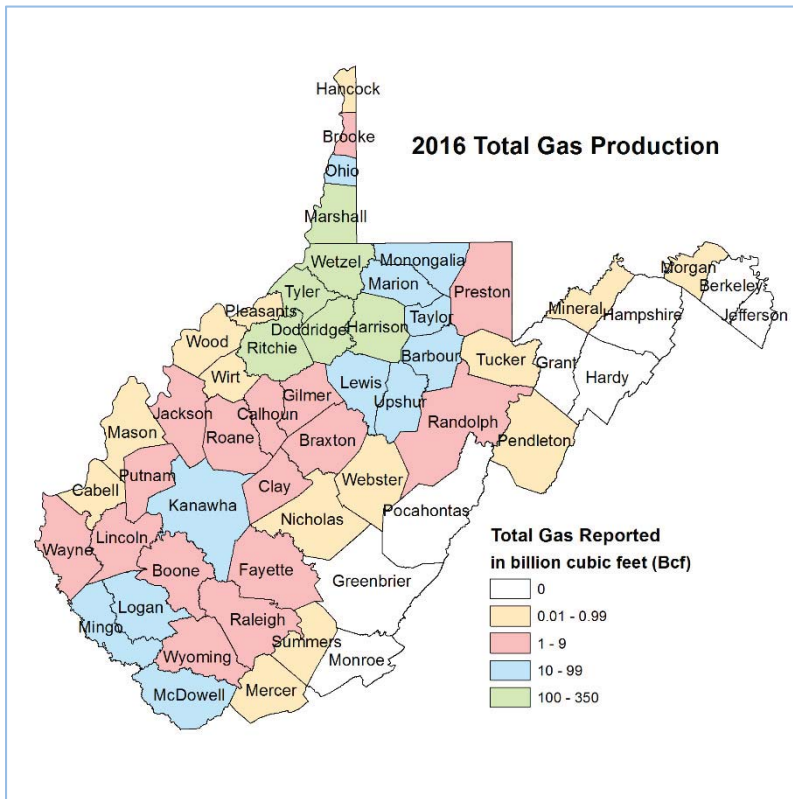 Hancock
Brooke
2016 Total Gas Production
Ohio
Marshall
Wetzel
Monongalia
Marion
Morgan
Berkeley
Tyler
Preston
Mineral
Hampshire
Jefferson
Pleasants
Taylor
Doddridge
Harrison
Wood
Ritchie
Barbour
Tucker
Grant
Wirt
Lewis
Hardy
Upshur
Gilmer
Jackson
Calhoun
Randolph
Roane
Braxton
Pendleton
Mason
Putnam
Webster
Cabell
Clay
Kanawha
Pocahontas
Nicholas
Lincoln
Wayne
Boone
Fayette
Greenbrier
Logan
Raleigh
Mingo
Summers
Wyoming
Monroe
McDowell
Mercer
Total Gas Reported
in billion cubic feet (Bcf)
0
0.01 - 0.99
1 - 9
10 - 99
100 - 350